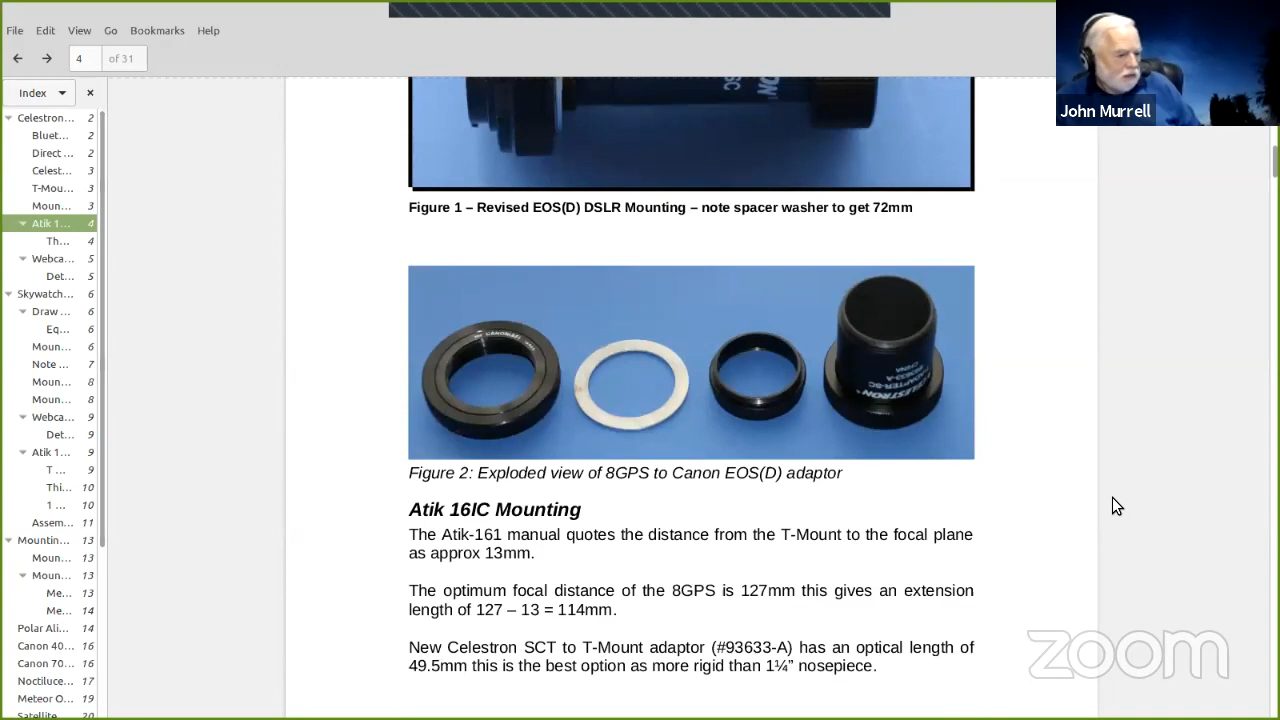 File Edit View Go Bookmarks Help
4 of 31
Index
Celestron... 2
Bluet... 2
Direct ... 2
Celest... 3
T-Mou... 3
Moun... 3
Atik 1... 4
Th... 4
Webca... 5
Det... 5
Skywatch... 6
Draw ... 6
Eq... 6
Moun... 6
Note ... 7
Moun... 8
Moun... 8
Webca... 9
Det... 9
Atik 1... 9
T ... 9
Thi... 10
1 ... 10
Assem... 11
Mountin... 13
Moun... 13
Moun... 13
Me... 13
Me... 14
Polar Ali... 14
Canon 40... 16
Canon 70... 16
Noctiluce... 17
Meteor O... 19
Satellite 20
John Murrell
Figure 1 – Revised EOS(D) DSLR Mounting – note spacer washer to get 72mm
CELESTRON
93633-A
CHINA
Figure 2: Exploded view of 8GPS to Canon EOS(D) adaptor
Atik 16IC Mounting
The Atik-161 manual quotes the distance from the T-Mount to the focal plane
as approx 13mm.
The optimum focal distance of the 8GPS is 127mm this gives an extension
length of 127 – 13 = 114mm.
New Celestron SCT to T-Mount adaptor (#93633-A) has an optical length of
49.5mm this is the best option as more rigid than 1¼” nosepiece.
zoom